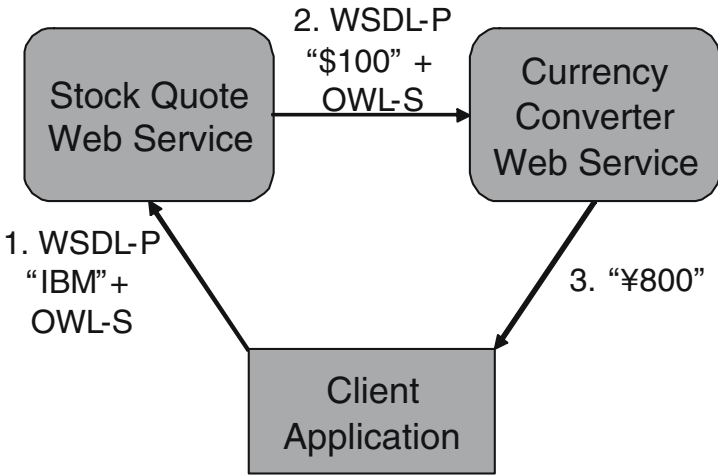 2. WSDL-P
“$100” +
OWL-S
Stock Quote
Web Service
Currency
Converter
Web Service
1. WSDL-P
“IBM”+
OWL-S
3. “¥800”
Client
Application